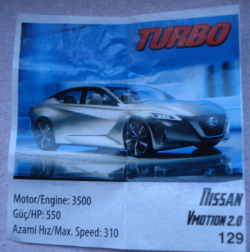 TURBO
Motor/Engine: 3500
Güç/HP: 550
Azami Hız/Max. Speed: 310
NISSAN
VMOTION 2.0
129